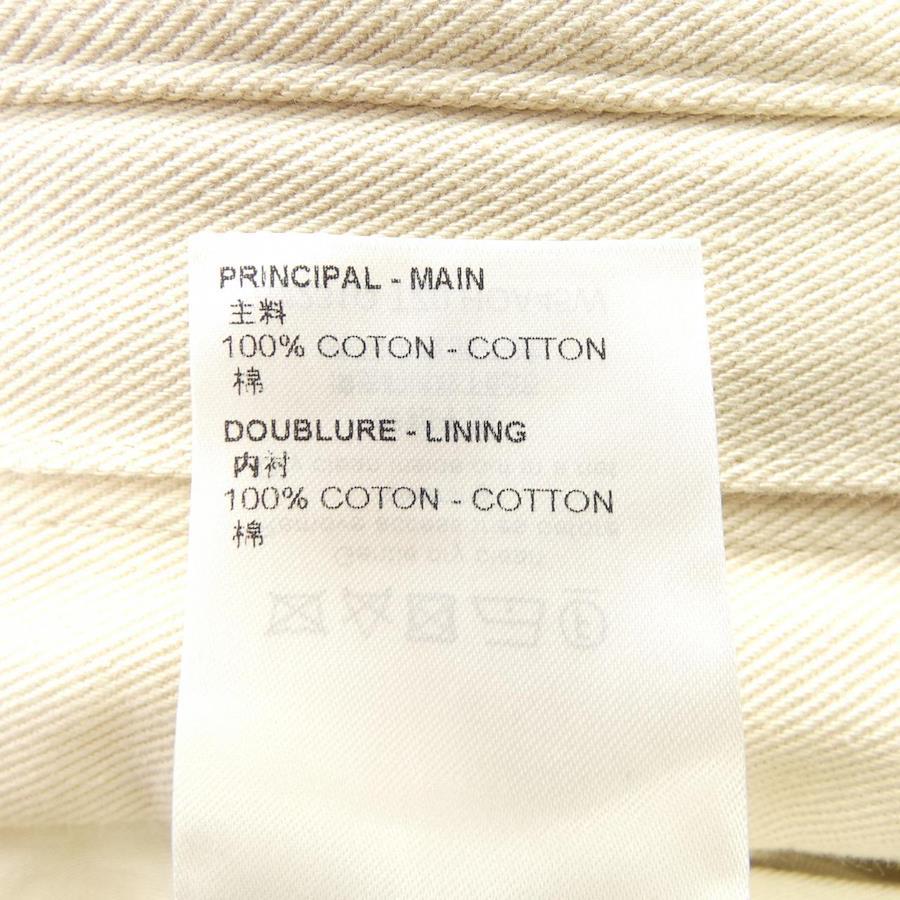 PRINCIPAL - MAIN
主料
100% COTON - COTTON
棉
DOUBLURE - LINING
内衬
100% COTON - COTTON
棉